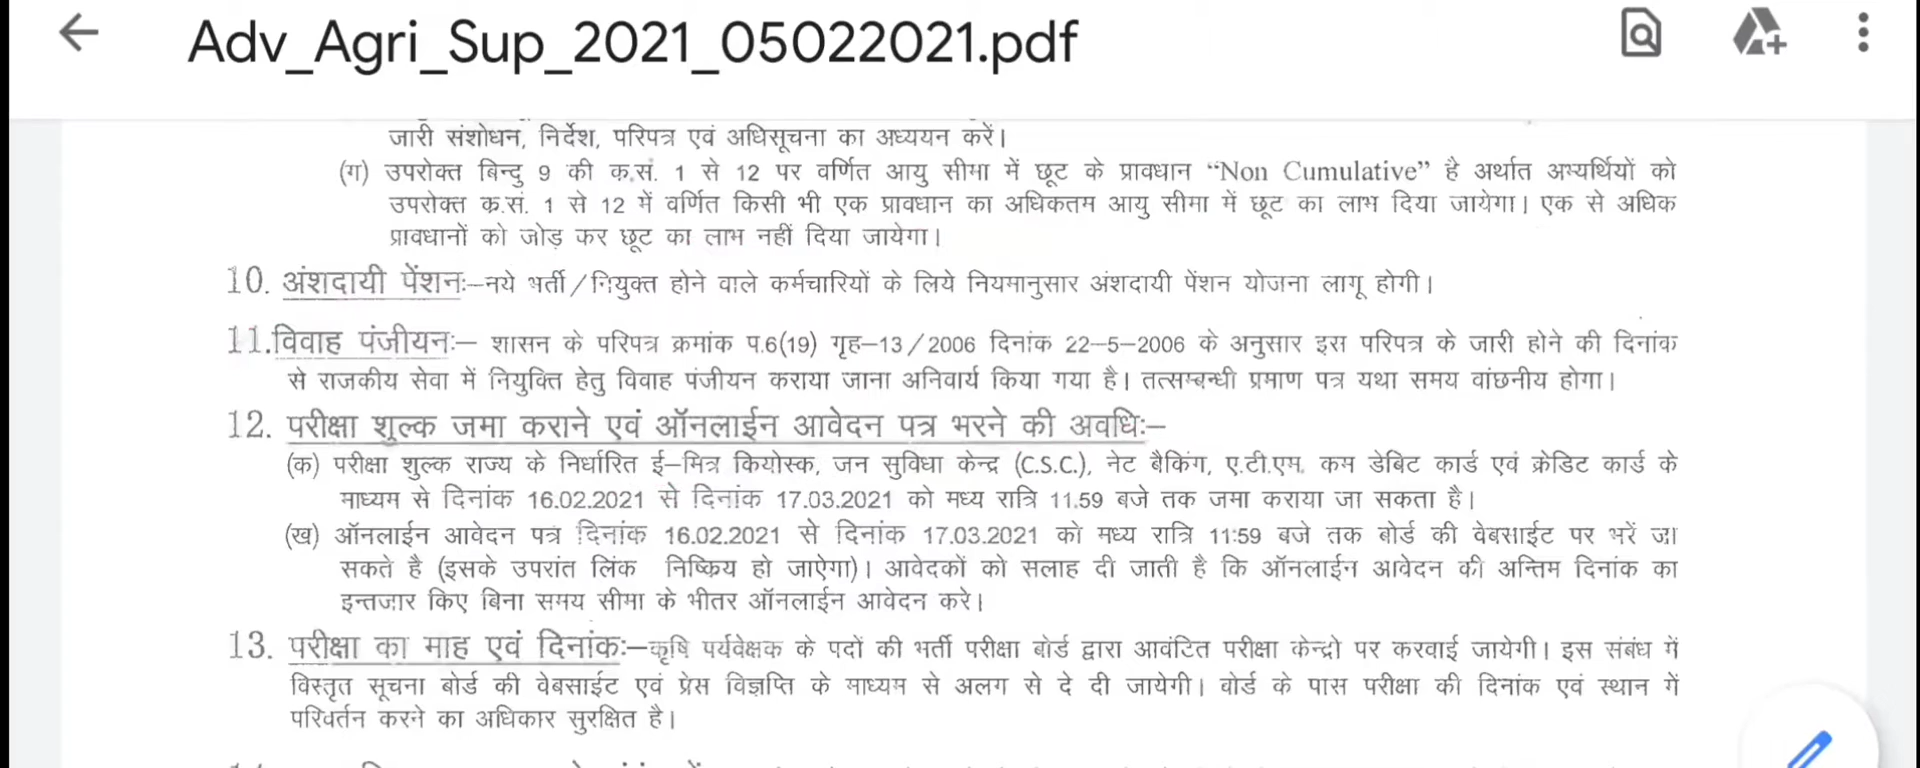 Adv_Agri_Sup_2021_05022021.pdf
जारी संशोधन, निर्देश, परिपत्र एवं अधिसूचना का अध्ययन करें।
(ग) उपरोक्त बिन्दु 9 की क.सं. 1 से 12 पर वर्णित आयु सीमा में छूट के प्रावधान “Non Cumulative” है अर्थात अभ्यर्थियों को
उपरोक्त क.सं. 1 से 12 में वर्णित किसी भी एक प्रावधान का अधिकतम आयु सीमा में छूट का लाभ दिया जायेगा। एक से अधिक
प्रावधानों को जोड़ कर छूट का लाभ नहीं दिया जायेगा।
10. अंशदायी पेंशनः–नये भर्ती/नियुक्त होने वाले कर्मचारियों के लिये नियमानुसार अंशदायी पेंशन योजना लागू होगी।
11.विवाह पंजीयनः– शासन के परिपत्र क्रमांक प.6(19) गृह–13/2006 दिनांक 22–5–2006 के अनुसार इस परिपत्र के जारी होने की दिनांक
से राजकीय सेवा में नियुक्ति हेतु विवाह पंजीयन कराया जाना अनिवार्य किया गया है। तत्सम्बन्धी प्रमाण पत्र यथा समय वांछनीय होगा।
12. परीक्षा शुल्क जमा कराने एवं ऑनलाईन आवेदन पत्र भरने की अवधिः–
(क) परीक्षा शुल्क राज्य के निर्धारित ई–मित्र कियोस्क, जन सुविधा केन्द्र (C.S.C.), नेट बैकिंग, ए.टी.एम. कम डेबिट कार्ड एवं क्रेडिट कार्ड के
माध्यम से दिनांक 16.02.2021 से दिनांक 17.03.2021 को मध्य रात्रि 11.59 बजे तक जमा कराया जा सकता है।
(ख) ऑनलाईन आवेदन पत्र दिनांक 16.02.2021 से दिनांक 17.03.2021 को मध्य रात्रि 11:59 बजे तक बोर्ड की वेबसाईट पर भरें जा
सकते है (इसके उपरांत लिंक निष्क्रिय हो जाऐगा)। आवेदकों को सलाह दी जाती है कि ऑनलाईन आवेदन की अन्तिम दिनांक का
इन्तजार किए बिना समय सीमा के भीतर ऑनलाईन आवेदन करे।
13. परीक्षा का माह एवं दिनांकः–कृषि पर्यवेक्षक के पदों की भर्ती परीक्षा बोर्ड द्वारा आवंटित परीक्षा केन्द्रो पर करवाई जायेगी। इस संबंध में
विस्तृत सूचना बोर्ड की वेबसाईट एवं प्रेस विज्ञप्ति के माध्यम से अलग से दे दी जायेगी। बोर्ड के पास परीक्षा की दिनांक एवं स्थान में
परिवर्तन करने का अधिकार सुरक्षित है।